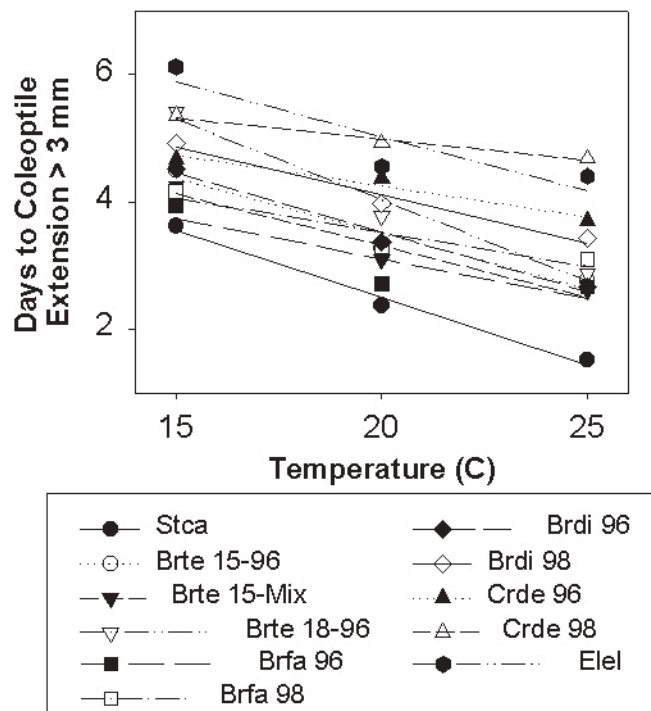 Days to Coleoptile
Extension > 3 mm
6
4
2
15 20 25
Temperature (C)
Stca
Brte 15-96
Brte 15-Mix
Brte 18-96
Brfa 96
Brfa 98
Brdi 96
Brdi 98
Crde 96
Crde 98
Elel